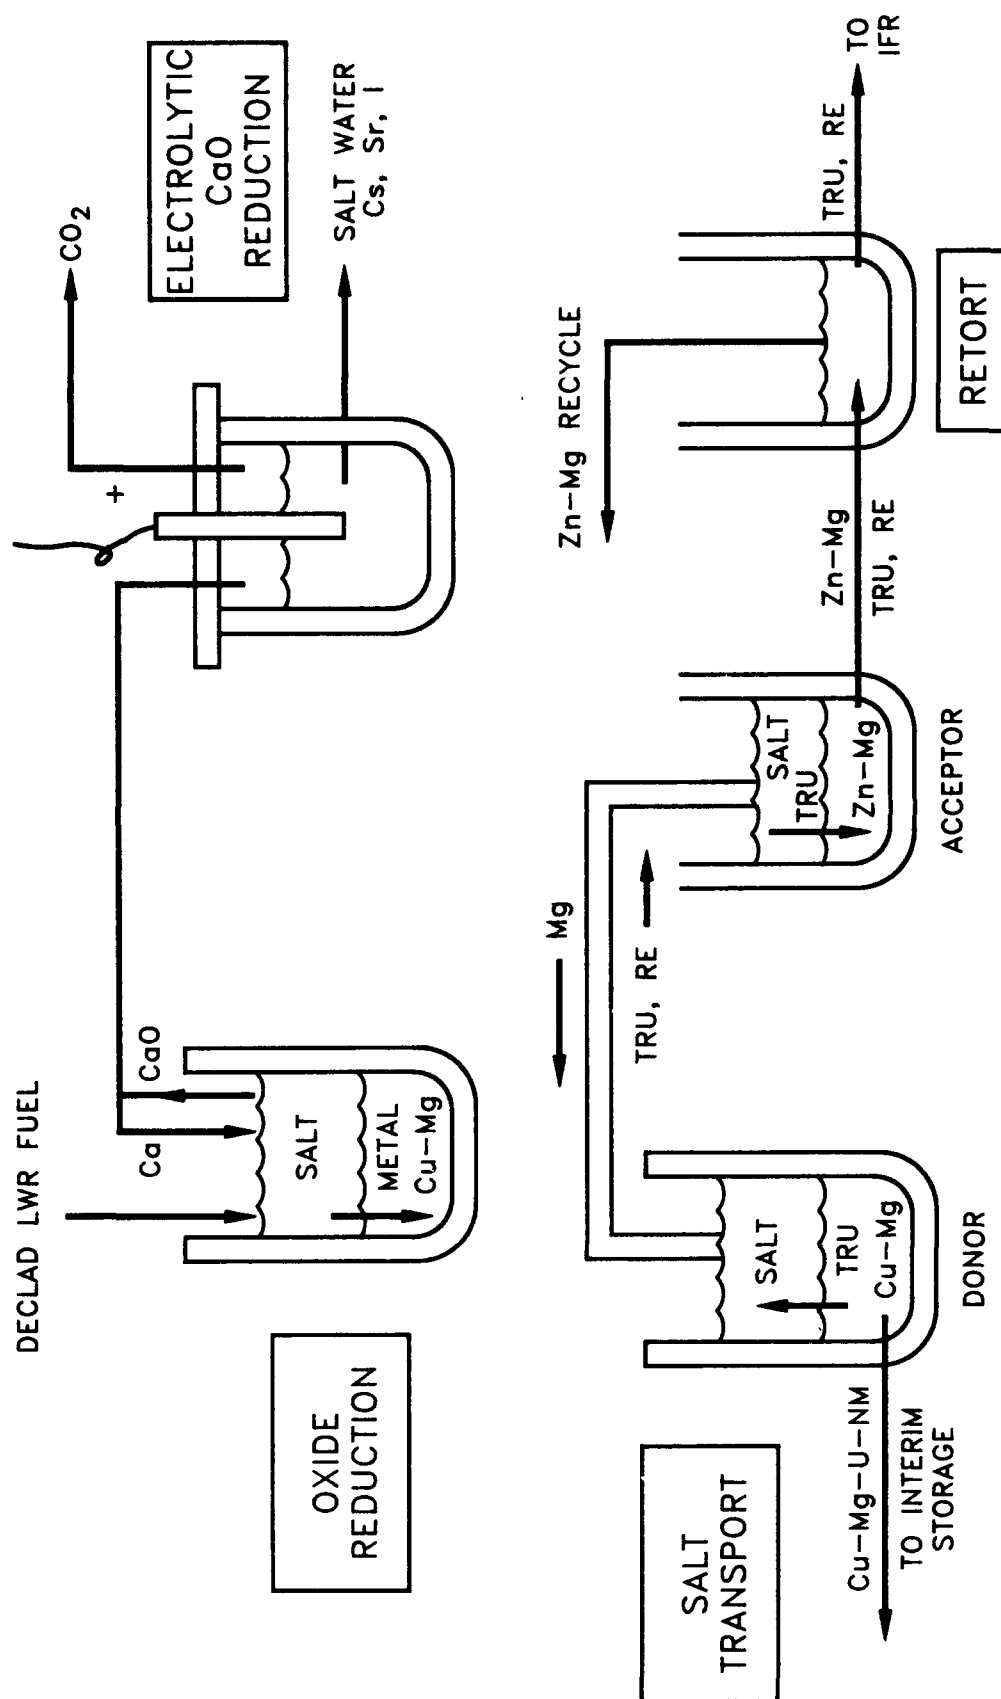 DECLAD LWR FUEL
Ca
CaO
SALT
METAL
Cu-Mg
OXIDE
REDUCTION
+
CO2
ELECTROLYTIC
CaO
REDUCTION
SALT WATER
Cs, Sr, I
SALT
TRANSPORT
Cu-Mg-U-NM
TO INTERIM
STORAGE
SALT
TRU
Cu-Mg
DONOR
Mg
TRU, RE
SALT
TRU
Zn-Mg
ACCEPTOR
Zn-Mg
TRU, RE
Zn-Mg RECYCLE
RETORT
TRU, RE
TO
IFR